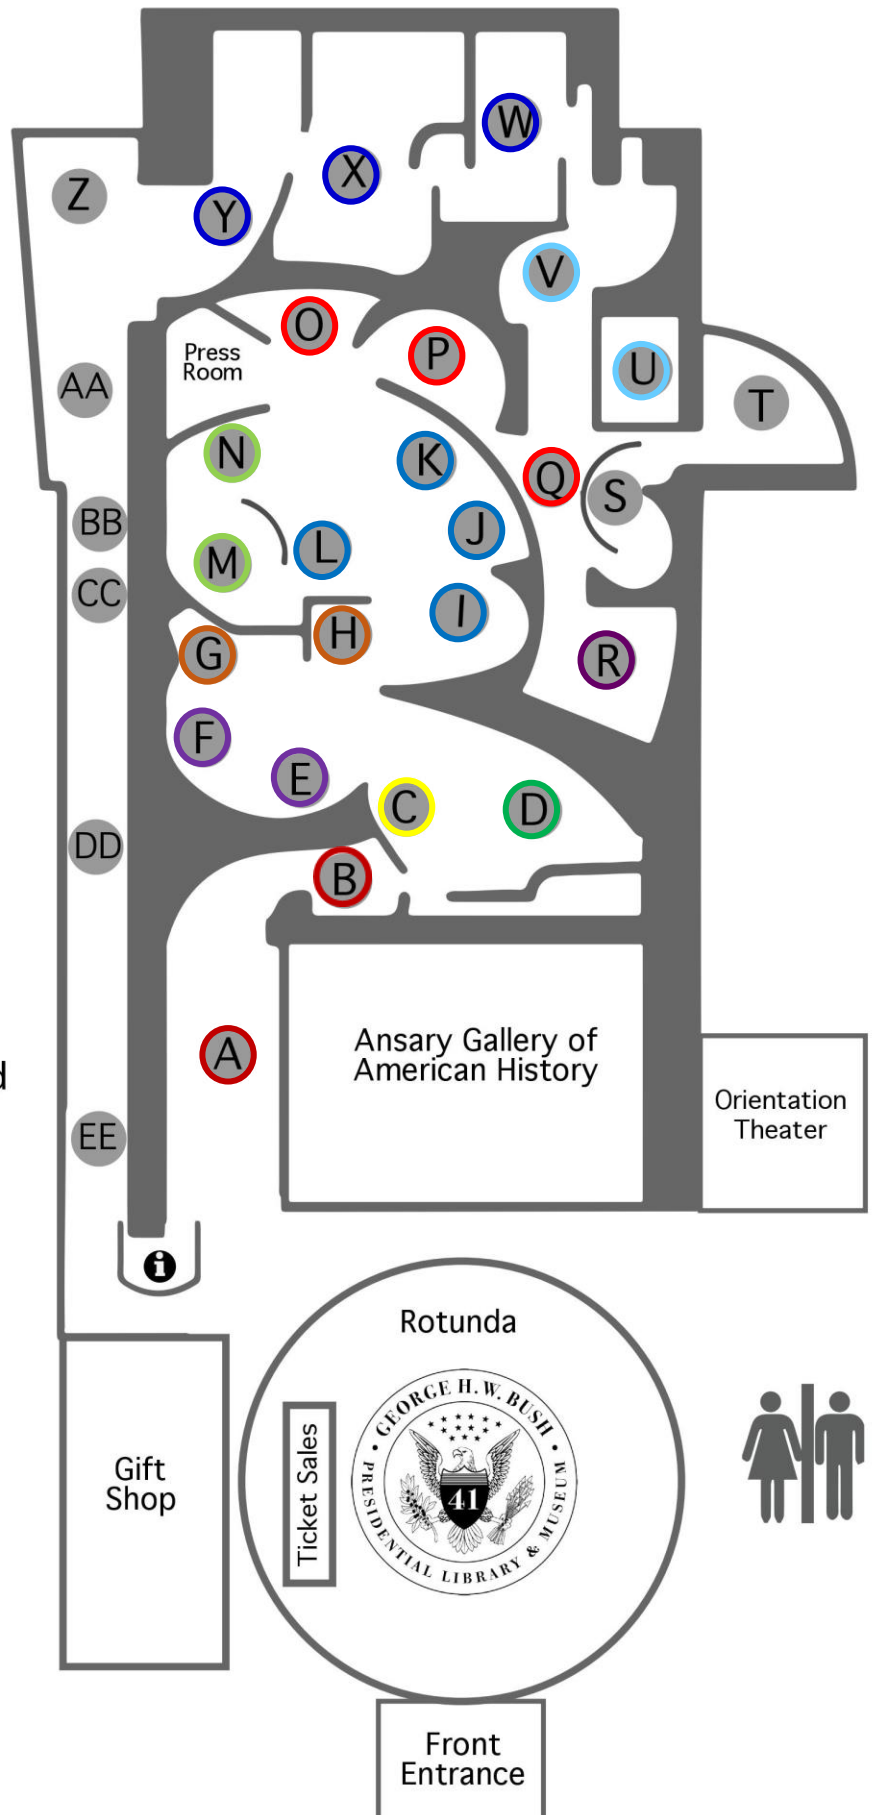 W
X
Z
Y
V
O
P
Press
Room
U
AA
T
N
K
Q
S
BB
J
L
M
CC
I
H
G
R
F
E
C
D
DD
B
A
Ansary Gallery of
American History
d
Orientation
Theater
EE
i
Rotunda
GEORGE H.W. BUSH
PRESIDENTIAL LIBRARY & MUSEUM
41
Ticket Sales
Gift
Shop
Front
Entrance